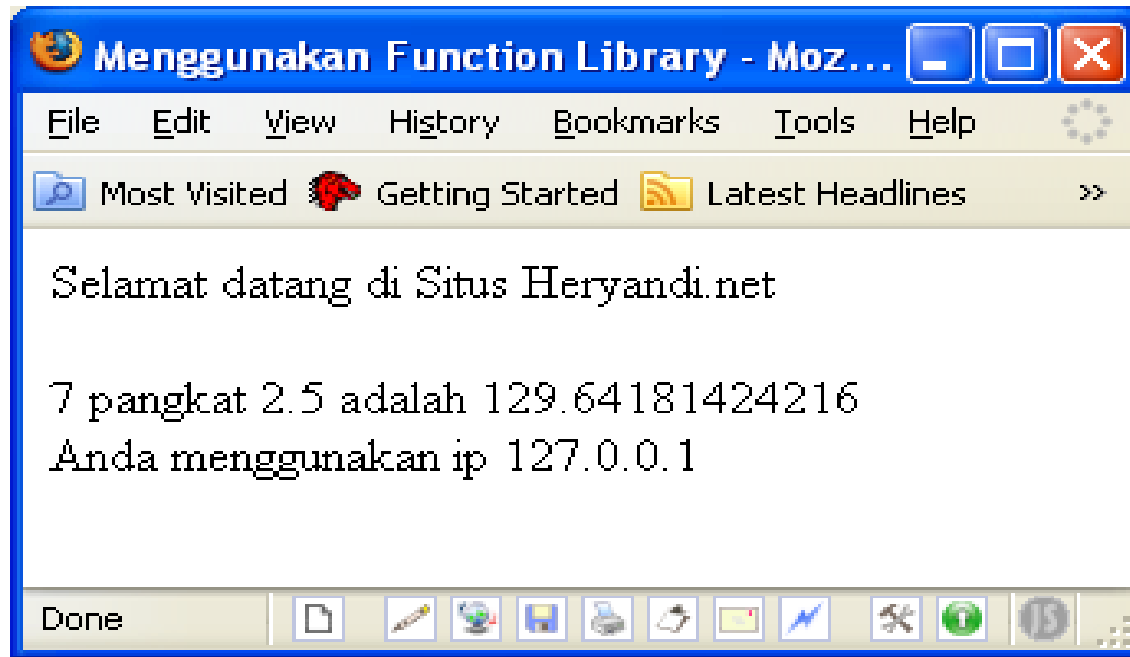 Menggunakan Function Library - Moz...
File Edit View History Bookmarks Tools Help
Most Visited Getting Started Latest Headlines »
Selamat datang di Situs Heryandi.net
7 pangkat 2.5 adalah 129.64181424216
Anda menggunakan ip 127.0.0.1
Done JS